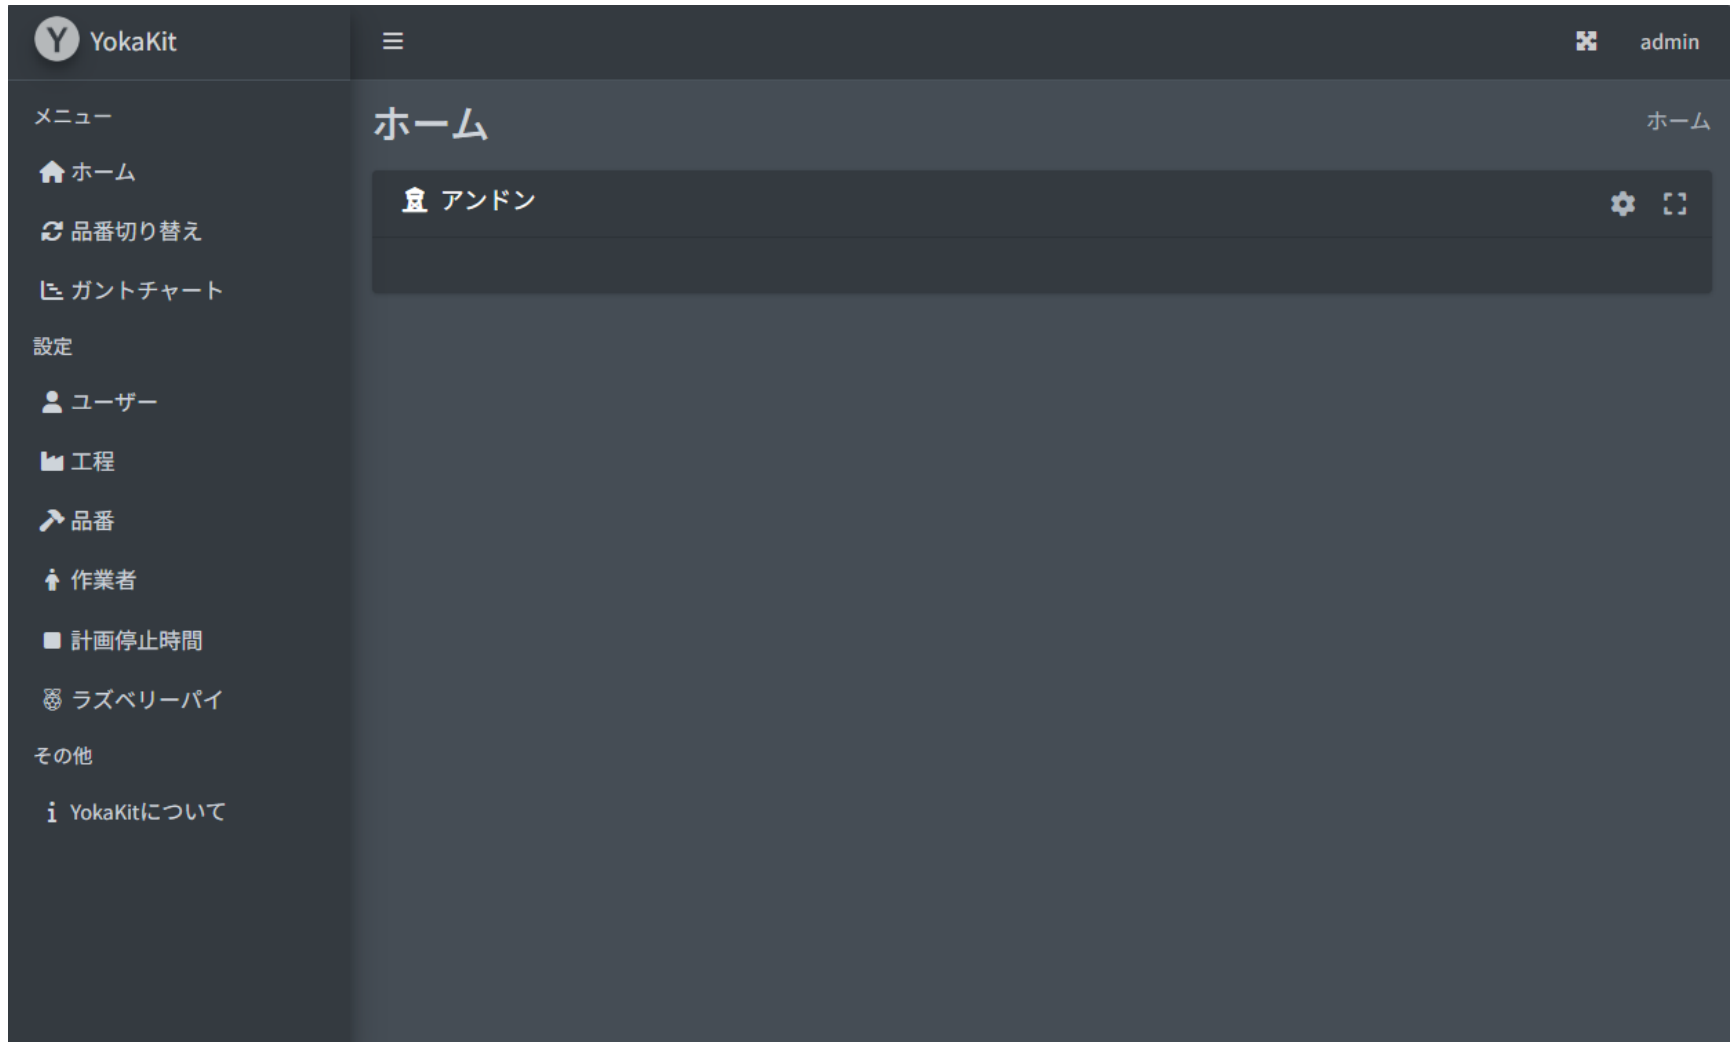 YokaKit
admin
メニュー
ホーム
品番切り替え
ガントチャート
設定
ユーザー
工程
品番
作業者
計画停止時間
ラズベリーパイ
その他
YokaKitについて
ホーム
ホーム
アンドン